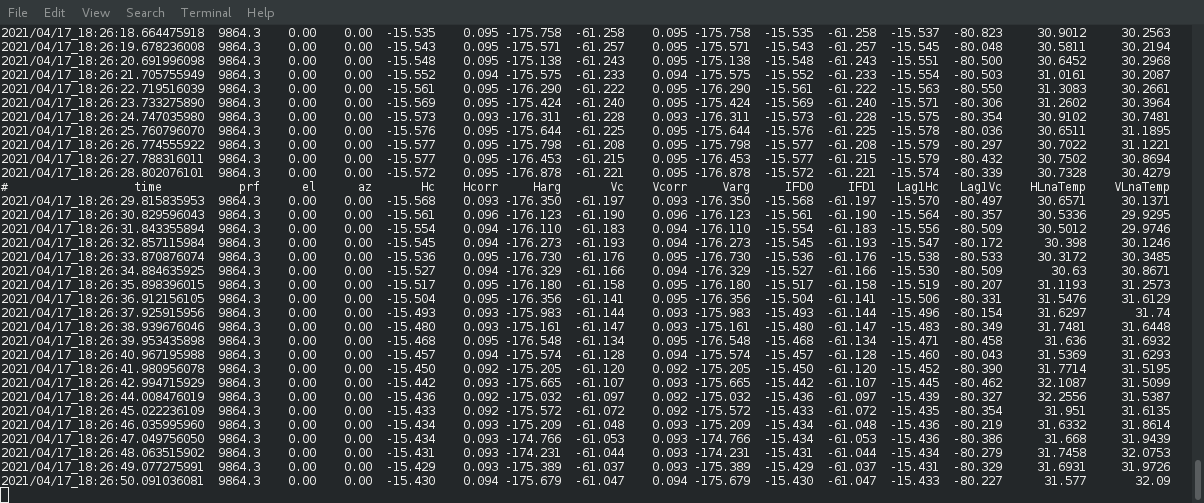 File Edit View Search Terminal Help
2021/04/17_18:26:18.664475918 9864.3 0.00 0.00 -15.535 0.095 -175.758 -61.258 0.095 -175.758 -15.535 -61.258 -15.537 -80.823 30.9012 30.2563
2021/04/17_18:26:19.678236008 9864.3 0.00 0.00 -15.543 0.095 -175.571 -61.257 0.095 -175.571 -15.543 -61.257 -15.545 -80.048 30.5811 30.2194
2021/04/17_18:26:20.691996098 9864.3 0.00 0.00 -15.548 0.095 -175.138 -61.243 0.095 -175.138 -15.548 -61.243 -15.551 -80.500 30.6452 30.2968
2021/04/17_18:26:21.705755949 9864.3 0.00 0.00 -15.552 0.094 -175.575 -61.233 0.094 -175.575 -15.552 -61.233 -15.554 -80.503 31.0161 30.2087
2021/04/17_18:26:22.719516039 9864.3 0.00 0.00 -15.561 0.095 -176.290 -61.222 0.095 -176.290 -15.561 -61.222 -15.563 -80.550 31.3083 30.2661
2021/04/17_18:26:23.733275890 9864.3 0.00 0.00 -15.569 0.095 -175.424 -61.240 0.095 -175.424 -15.569 -61.240 -15.571 -80.306 31.2602 30.3964
2021/04/17_18:26:24.747035980 9864.3 0.00 0.00 -15.573 0.093 -176.311 -61.228 0.093 -176.311 -15.573 -61.228 -15.575 -80.354 30.9102 30.7481
2021/04/17_18:26:25.760796070 9864.3 0.00 0.00 -15.576 0.095 -175.644 -61.225 0.095 -175.644 -15.576 -61.225 -15.578 -80.036 30.6511 31.1895
2021/04/17_18:26:26.774555922 9864.3 0.00 0.00 -15.577 0.095 -175.798 -61.208 0.095 -175.798 -15.577 -61.208 -15.579 -80.297 30.7022 31.1221
2021/04/17_18:26:27.788316011 9864.3 0.00 0.00 -15.577 0.095 -176.453 -61.215 0.095 -176.453 -15.577 -61.215 -15.579 -80.432 30.7502 30.8694
2021/04/17_18:26:28.802076101 9864.3 0.00 0.00 -15.572 0.095 -176.878 -61.221 0.095 -176.878 -15.572 -61.221 -15.574 -80.339 30.7328 30.4279
# time prf el az Hc Hcorr Harg Vc Vcorr Varg IFD0 IFD1 Lag1Hc Lag1Vc HLnaTemp VLnaTemp
2021/04/17_18:26:29.815835953 9864.3 0.00 0.00 -15.568 0.093 -176.350 -61.197 0.093 -176.350 -15.568 -61.197 -15.570 -80.497 30.6571 30.1371
2021/04/17_18:26:30.829596043 9864.3 0.00 0.00 -15.561 0.096 -176.123 -61.190 0.096 -176.123 -15.561 -61.190 -15.564 -80.357 30.5336 29.9295
2021/04/17_18:26:31.843355894 9864.3 0.00 0.00 -15.554 0.094 -176.110 -61.183 0.094 -176.110 -15.554 -61.183 -15.556 -80.509 30.5012 29.9746
2021/04/17_18:26:32.857115984 9864.3 0.00 0.00 -15.545 0.094 -176.273 -61.193 0.094 -176.273 -15.545 -61.193 -15.547 -80.172 30.398 30.1246
2021/04/17_18:26:33.870876074 9864.3 0.00 0.00 -15.536 0.095 -176.730 -61.176 0.095 -176.730 -15.536 -61.176 -15.538 -80.533 30.3172 30.3485
2021/04/17_18:26:34.884635925 9864.3 0.00 0.00 -15.527 0.094 -176.329 -61.166 0.094 -176.329 -15.527 -61.166 -15.530 -80.509 30.63 30.8671
2021/04/17_18:26:35.898396015 9864.3 0.00 0.00 -15.517 0.095 -176.180 -61.158 0.095 -176.180 -15.517 -61.158 -15.519 -80.207 31.1193 31.2573
2021/04/17_18:26:36.912156105 9864.3 0.00 0.00 -15.504 0.095 -176.356 -61.141 0.095 -176.356 -15.504 -61.141 -15.506 -80.331 31.5476 31.6129
2021/04/17_18:26:37.925915956 9864.3 0.00 0.00 -15.493 0.093 -175.983 -61.144 0.093 -175.983 -15.493 -61.144 -15.496 -80.154 31.6297 31.74
2021/04/17_18:26:38.939676046 9864.3 0.00 0.00 -15.480 0.093 -175.161 -61.147 0.093 -175.161 -15.480 -61.147 -15.483 -80.349 31.7481 31.6448
2021/04/17_18:26:39.953435898 9864.3 0.00 0.00 -15.468 0.095 -176.548 -61.134 0.095 -176.548 -15.468 -61.134 -15.471 -80.458 31.636 31.6932
2021/04/17_18:26:40.967195988 9864.3 0.00 0.00 -15.457 0.094 -175.574 -61.128 0.094 -175.574 -15.457 -61.128 -15.460 -80.043 31.5369 31.6293
2021/04/17_18:26:41.980956078 9864.3 0.00 0.00 -15.450 0.092 -175.205 -61.120 0.092 -175.205 -15.450 -61.120 -15.452 -80.390 31.7714 31.5195
2021/04/17_18:26:42.994715929 9864.3 0.00 0.00 -15.442 0.093 -175.665 -61.107 0.093 -175.665 -15.442 -61.107 -15.445 -80.462 32.1087 31.5099
2021/04/17_18:26:44.008476019 9864.3 0.00 0.00 -15.436 0.092 -175.032 -61.097 0.092 -175.032 -15.436 -61.097 -15.439 -80.327 32.2556 31.5387
2021/04/17_18:26:45.022236109 9864.3 0.00 0.00 -15.433 0.092 -175.572 -61.072 0.092 -175.572 -15.433 -61.072 -15.435 -80.354 31.951 31.6135
2021/04/17_18:26:46.035995960 9864.3 0.00 0.00 -15.434 0.093 -175.209 -61.048 0.093 -175.209 -15.434 -61.048 -15.436 -80.219 31.6332 31.8614
2021/04/17_18:26:47.049756050 9864.3 0.00 0.00 -15.434 0.093 -174.766 -61.053 0.093 -174.766 -15.434 -61.053 -15.436 -80.386 31.668 31.9439
2021/04/17_18:26:48.063515902 9864.3 0.00 0.00 -15.431 0.093 -174.231 -61.044 0.093 -174.231 -15.431 -61.044 -15.434 -80.279 31.7458 32.0753
2021/04/17_18:26:49.077275991 9864.3 0.00 0.00 -15.429 0.093 -175.389 -61.037 0.093 -175.389 -15.429 -61.037 -15.431 -80.329 31.6931 31.9726
2021/04/17_18:26:50.091036081 9864.3 0.00 0.00 -15.430 0.094 -175.679 -61.047 0.094 -175.679 -15.430 -61.047 -15.433 -80.227 31.577 32.09